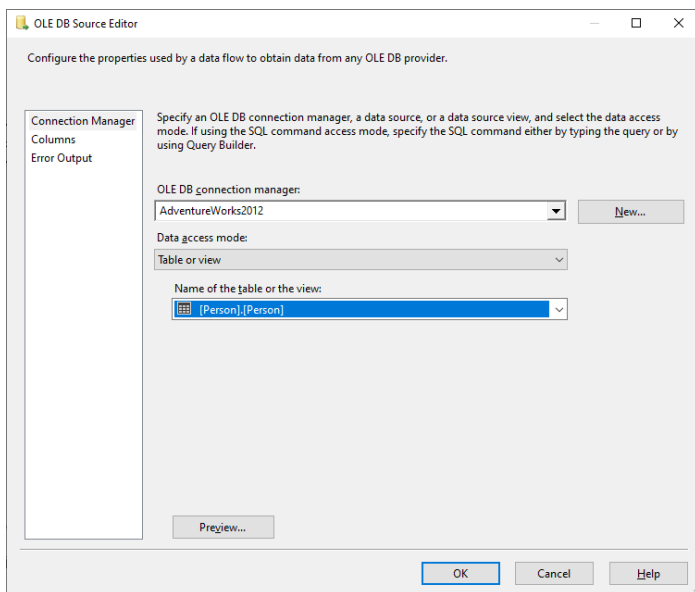 OLE DB Source Editor
Configure the properties used by a data flow to obtain data from any OLE DB provider.
Connection Manager
Columns
Error Output
Specify an OLE DB connection manager, a data source, or a data source view, and select the data access
mode. If using the SQL command access mode, specify the SQL command either by typing the query or by
using Query Builder.
OLE DB connection manager:
AdventureWorks2012
New...
Data access mode:
Table or view
Name of the table or the view:
[Person].[Person]
Preview...
OK
Cancel
Help